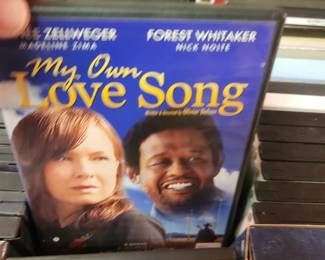 ZELLWEGER FOREST WHITAKER
MADELINE ZIMA NICK NOLTE
My Own
Love Song